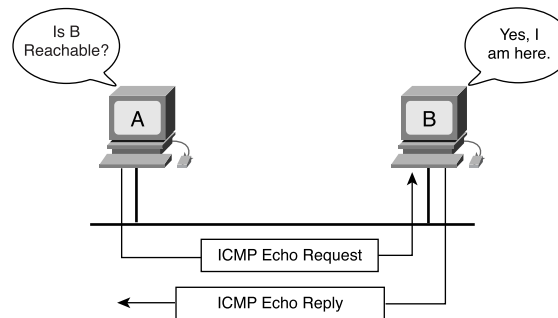 Is B
Reachable?
Yes, I
am here.
A
B
ICMP Echo Request
ICMP Echo Reply